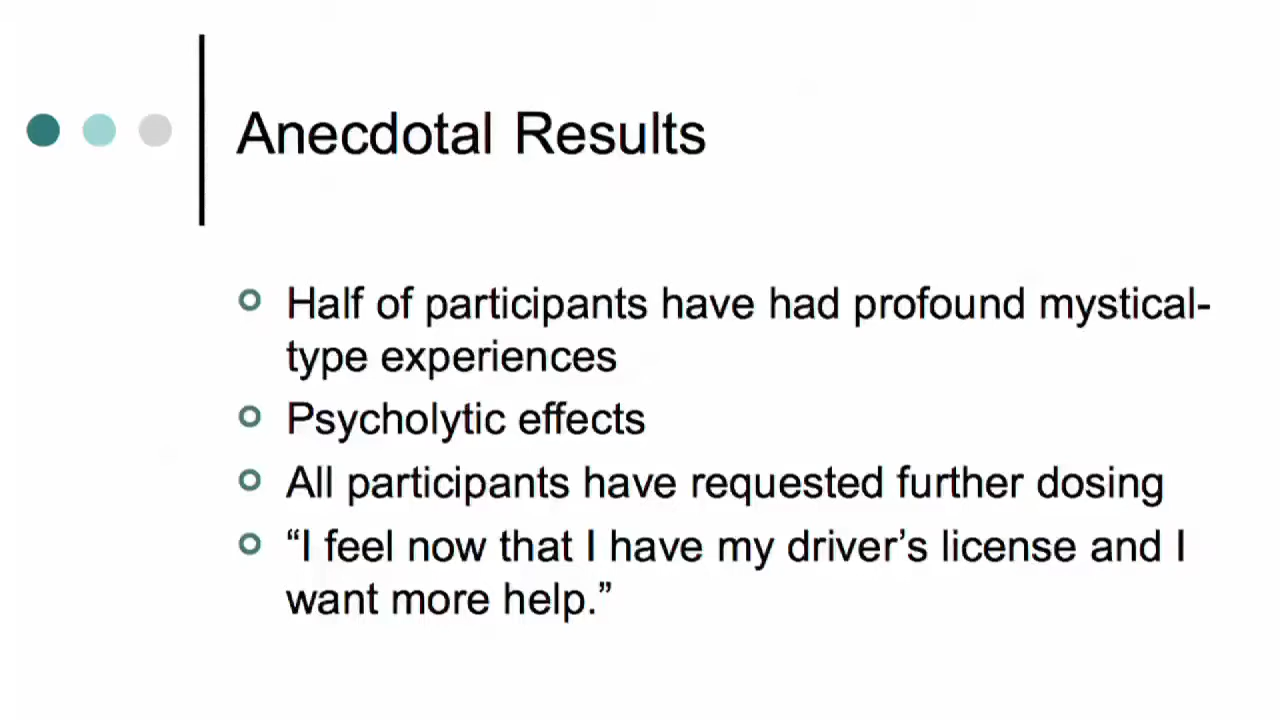 Anecdotal Results
Half of participants have had profound mystical-
type experiences
Psycholytic effects
All participants have requested further dosing
“I feel now that I have my driver’s license and I
want more help.”